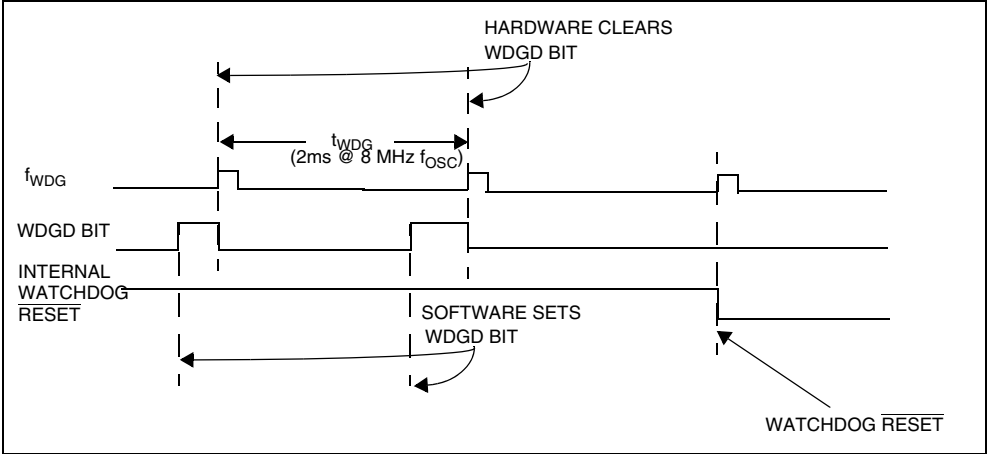 HARDWARE CLEARS
WDGD BIT
tWDG
(2ms @ 8 MHz fOSC)
fWDG
WDGD BIT
INTERNAL
WATCHDOG
RESET
SOFTWARE SETS
WDGD BIT
WATCHDOG RESET